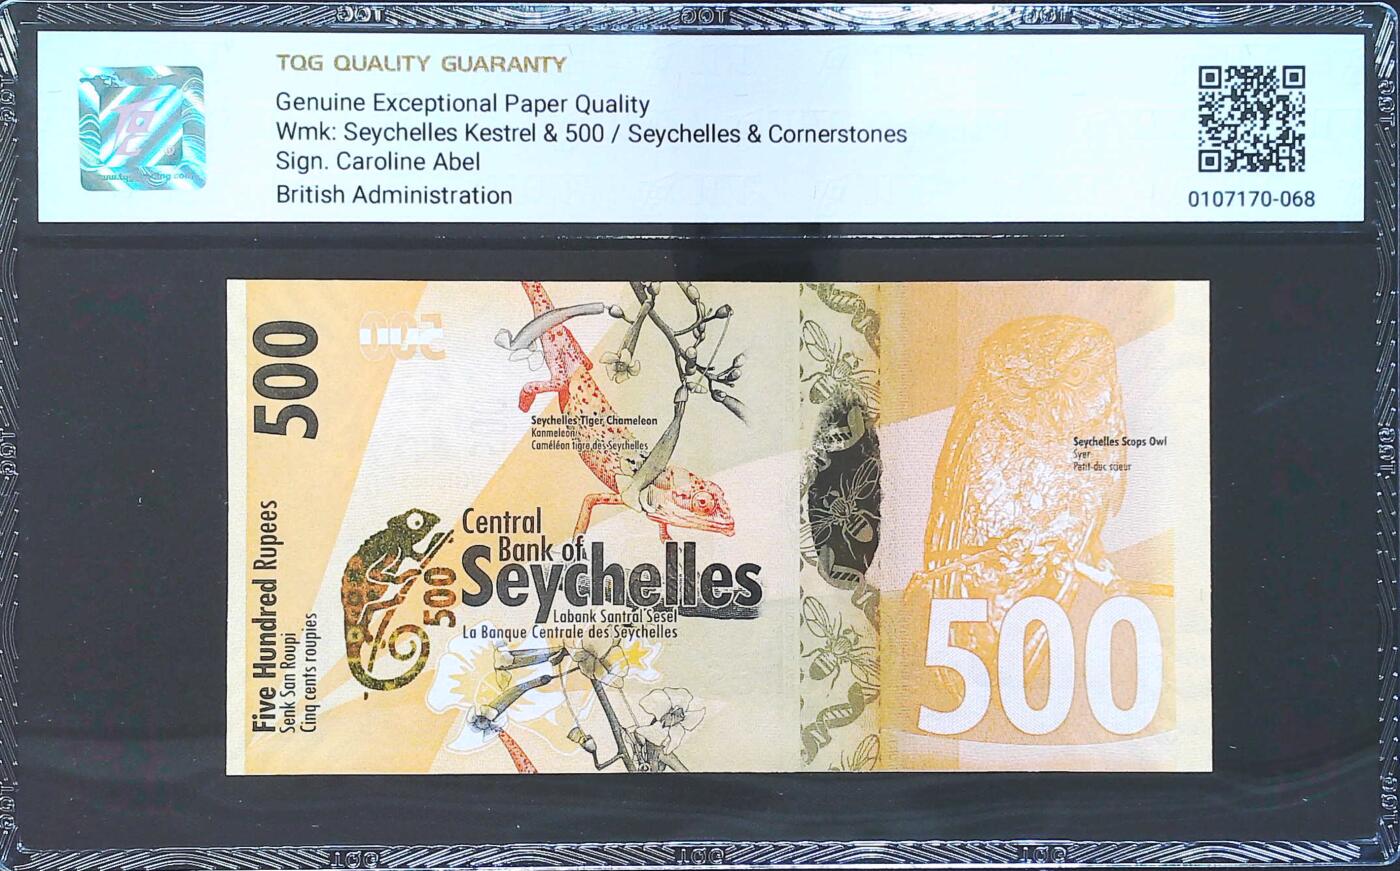 TQG QUALITY GUARANTY
Genuine Exceptional Paper Quality
Wmk: Seychelles Kestrel & 500 / Seychelles & Cornerstones
Sign. Caroline Abel
British Administration
0107170-068
500
Five Hundred Rupees
Senk San Roupi
Cinq cents roupies
Seychelles Tiger Chameleon
Kanmeleon
Caméléon tigre des Seychelles
Central
Bank of
Seychelles
Labank Santral Sesel
La Banque Centrale des Seychelles
500
Seychelles Scops Owl
Syer
Petit-duc scieur
500